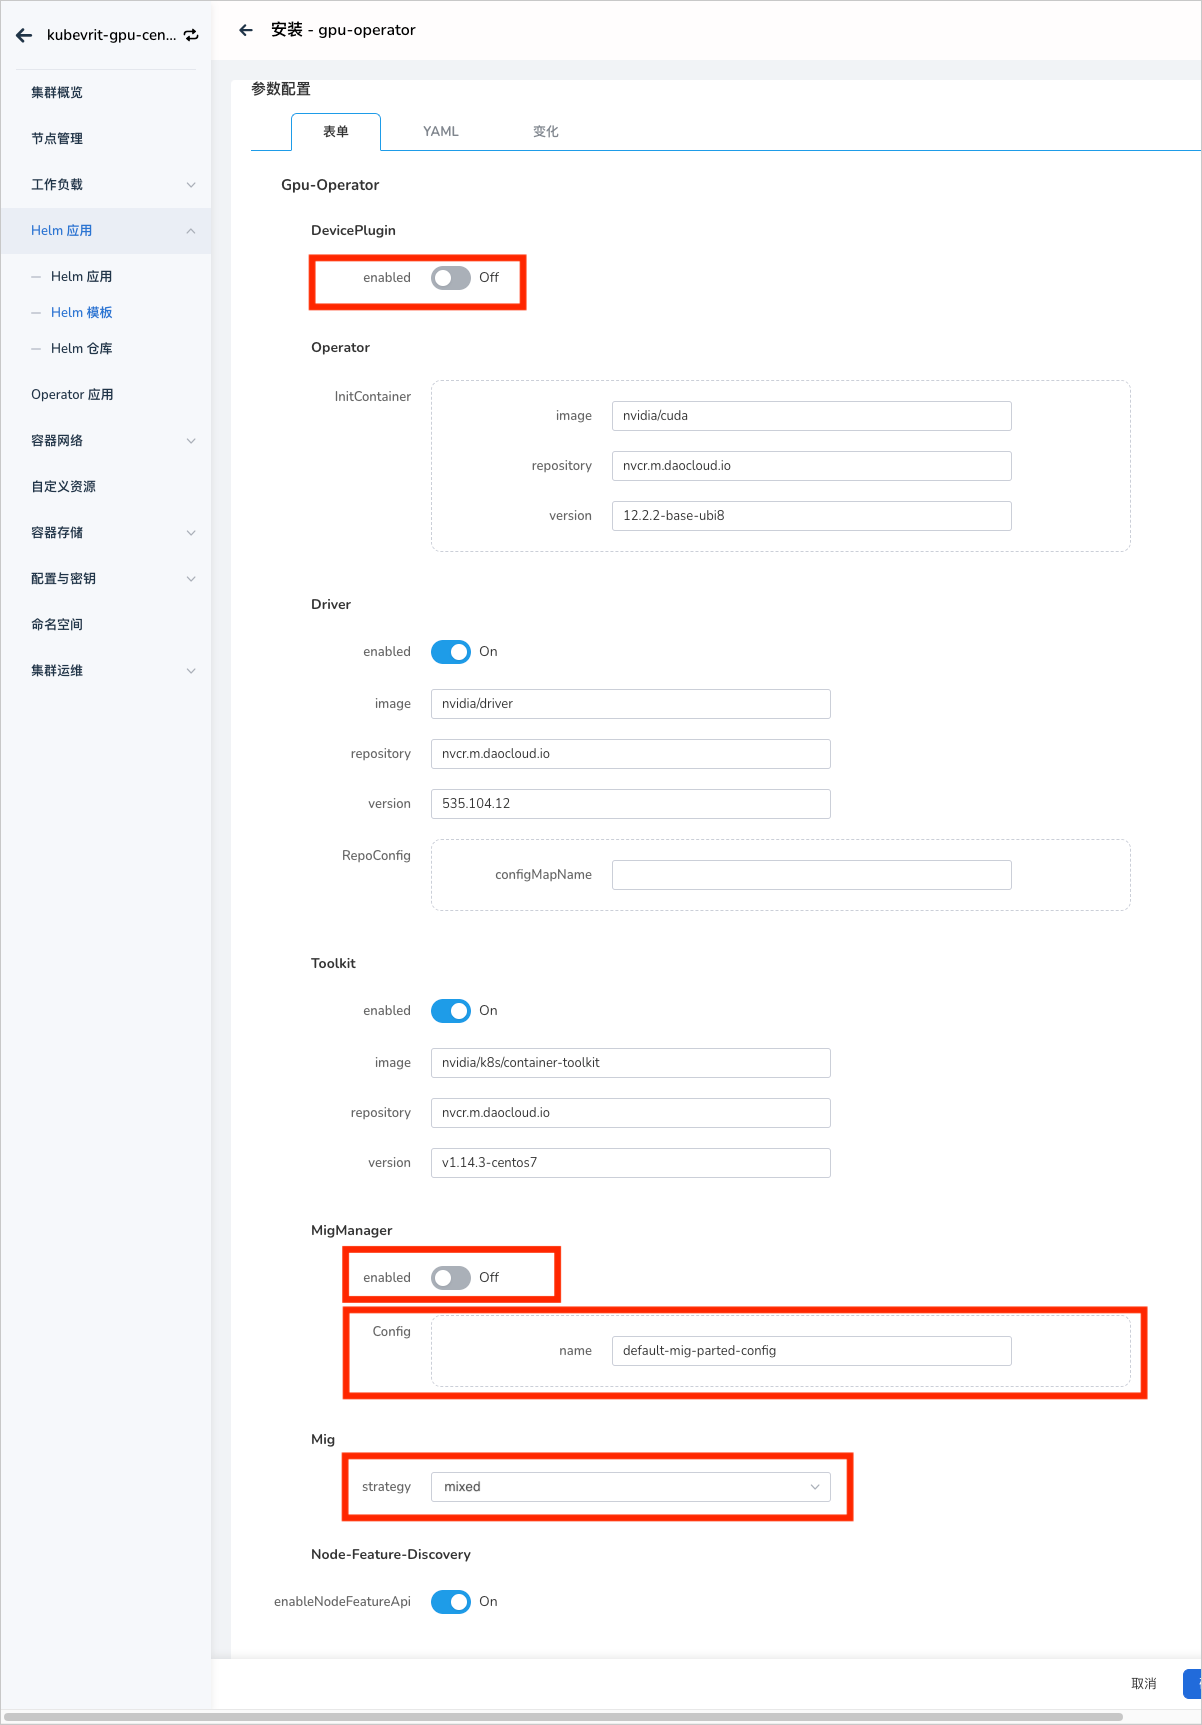 kubevrit-gpu-cen...
安装 - gpu-operator
集群概览
节点管理
工作负载
Helm 应用
Helm 应用
Helm 模板
Helm 仓库
Operator 应用
容器网络
自定义资源
容器存储
配置与密钥
命名空间
集群运维
参数配置
表单
YAML
变化
Gpu-Operator
DevicePlugin
enabled Off
Operator
InitContainer
image nvidia/cuda
repository nvcr.m.daocloud.io
version 12.2.2-base-ubi8
Driver
enabled On
image nvidia/driver
repository nvcr.m.daocloud.io
version 535.104.12
RepoConfig
configMapName
Toolkit
enabled On
image nvidia/k8s/container-toolkit
repository nvcr.m.daocloud.io
version v1.14.3-centos7
MigManager
enabled Off
Config
name default-mig-parted-config
Mig
strategy mixed
Node-Feature-Discovery
enableNodeFeatureApi On
取消